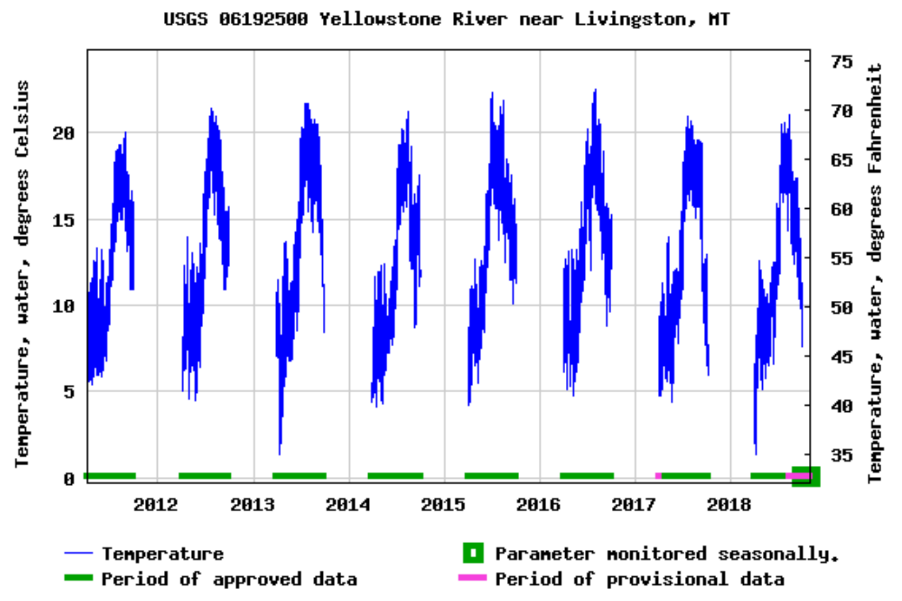 USGS 06192500 Yellowstone River near Livingston, MT
Temperature, water, degrees Celsius
20
15
10
5
0
75
70
65
60
55
50
45
40
35
Temperature, water, degrees Fahrenheit
2012 2013 2014 2015 2016 2017 2018
Temperature
Parameter monitored seasonally.
Period of approved data
Period of provisional data